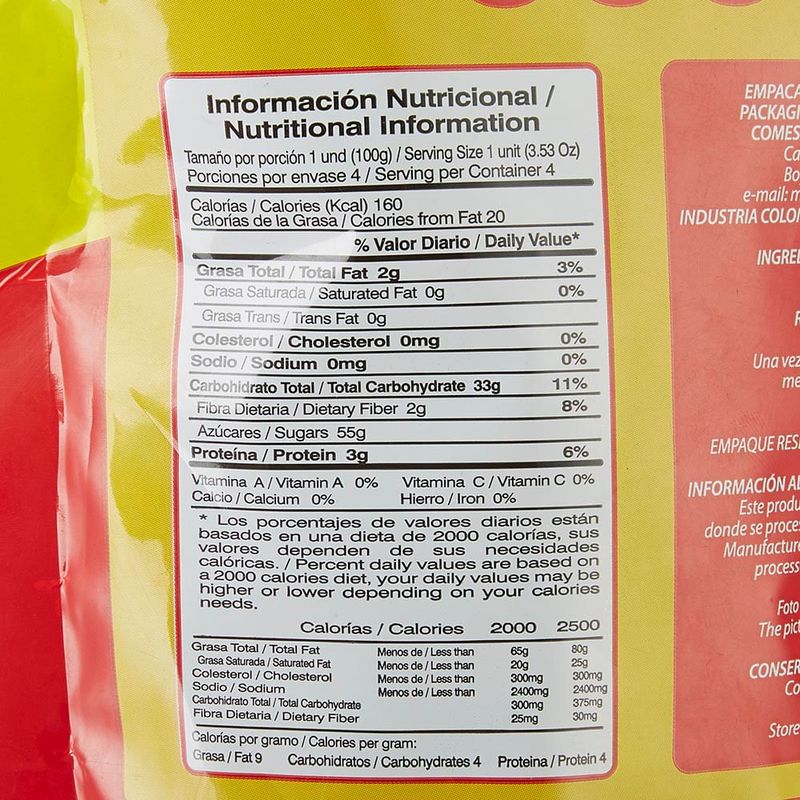 Información Nutricional /
Nutritional Information
Tamaño por porción 1 und (100g) / Serving Size 1 unit (3.53 Oz)
Porciones por envase 4 / Serving per Container 4
Calorías / Calories (Kcal) 160
Calorías de la Grasa / Calories from Fat 20
% Valor Diario / Daily Value*
Grasa Total / Total Fat 2g 3%
Grasa Saturada / Saturated Fat 0g 0%
Grasa Trans / Trans Fat 0g
Colesterol / Cholesterol 0mg 0%
Sodio / Sodium 0mg 0%
Carbohidrato Total / Total Carbohydrate 33g 11%
Fibra Dietaria / Dietary Fiber 2g 8%
Azúcares / Sugars 55g
Proteína / Protein 3g 6%
Vitamina A / Vitamin A 0% Vitamina C / Vitamin C 0%
Calcio / Calcium 0% Hierro / Iron 0%
* Los porcentajes de valores diarios están
basados en una dieta de 2000 calorías, sus
valores dependen de sus necesidades
calóricas. / Percent daily values are based on
a 2000 calories diet, your daily values may be
higher or lower depending on your calories
needs.
Calorías / Calories 2000 2500
Grasa Total / Total Fat Menos de / Less than 65g 80g
Grasa Saturada / Saturated Fat Menos de / Less than 20g 25g
Colesterol / Cholesterol Menos de / Less than 300mg 300mg
Sodio / Sodium Menos de / Less than 2400mg 2400mg
Carbohidrato Total / Total Carbohydrate 300mg 375mg
Fibra Dietaria / Dietary Fiber 25mg 30mg
Calorías por gramo / Calories per gram:
Grasa / Fat 9 Carbohidratos / Carbohydrates 4 Proteina / Protein 4
EMPACA
PACKAGI
COMES
Ca
Bo
e-mail: m
INDUSTRIA COLO
INGRE
Una vez
me
EMPAQUE RES
INFORMACIÓN AL
Este produ
donde se proces
Manufacture
process
Foto
The pict
CONSER
Co
Store